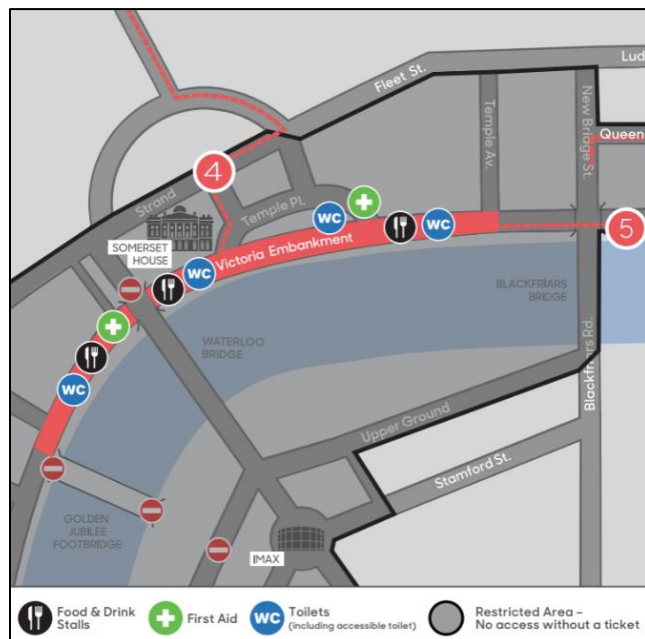 Lud
Fleet St.
New Bridge St.
Temple Av.
Queen
4
Strand
Temple Pl.
WC
SOMERSET
HOUSE
WC
5
Victoria Embankment
WC
BLACKFRIARS
BRIDGE
WATERLOO
BRIDGE
Blackfriars Rd.
WC
Upper Ground
Stamford St.
GOLDEN
JUBILEE
FOOTBRIDGE
IMAX
Food & Drink
Stalls
First Aid
WC
Toilets
(including accessible toilet)
Restricted Area –
No access without a ticket